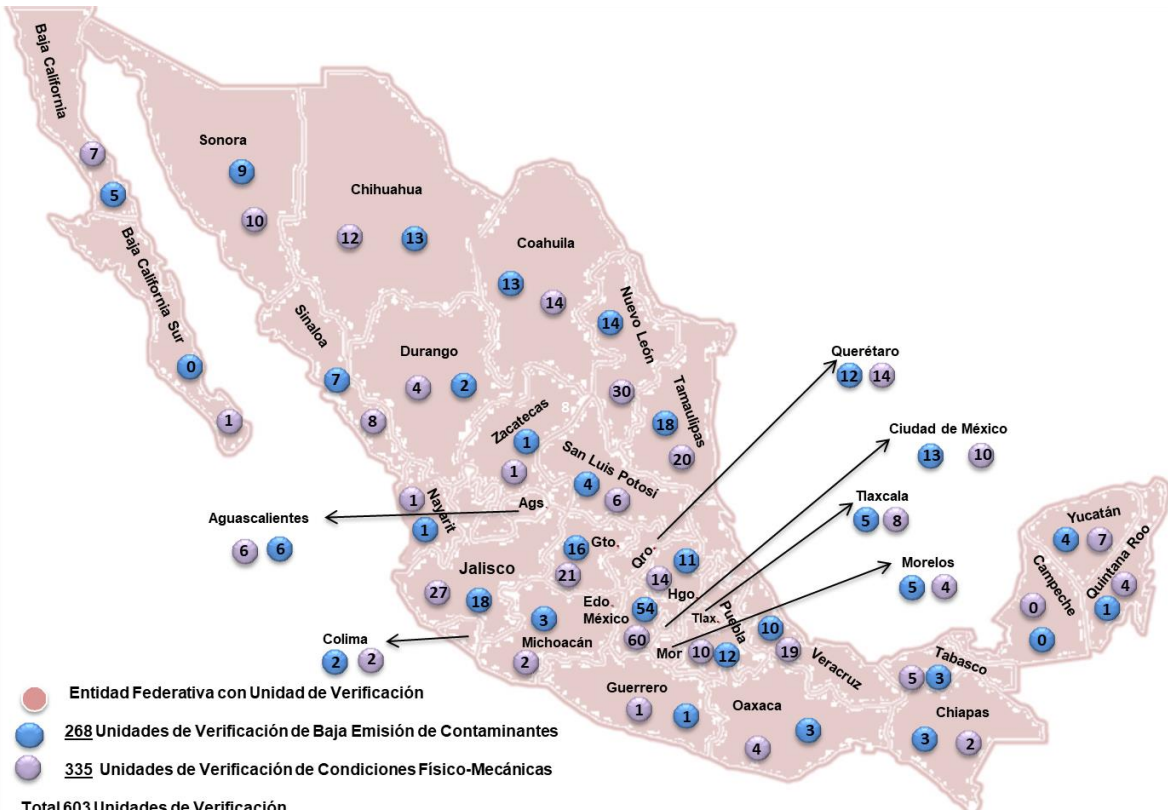 Baja California
7
5
Sonora
9
10
Chihuahua
12 13
Coahuila
13
14
Nuevo León
14
30
Baja California Sur
0
1
Sinaloa
7
8
Durango
4 2
Tamaulipas
18
20
Zacatecas
8
1
1
San Luis Potosí
4
6
Querétaro
12 14
Ciudad de México
13 10
Tlaxcala
5 8
Morelos
5 4
Nayarit
1
1
Ags.
Aguascalientes
6 6
Gto.
16
21
Qro.
11
14
Hgo.
Jalisco
27 18
Edo.
México
54
60
Tlax.
Mor
Puebla
10 12
Michoacán
3
2
Colima
2 2
Veracruz
10
19
Yucatán
4 7
Quintana Roo
4
1
Campeche
0
0
Tabasco
5 3
Chiapas
3 2
Guerrero
1 1
Oaxaca
3
4
Entidad Federativa con Unidad de Verificación
268 Unidades de Verificación de Baja Emisión de Contaminantes
335 Unidades de Verificación de Condiciones Físico-Mecánicas
Total 603 Unidades de Verificación